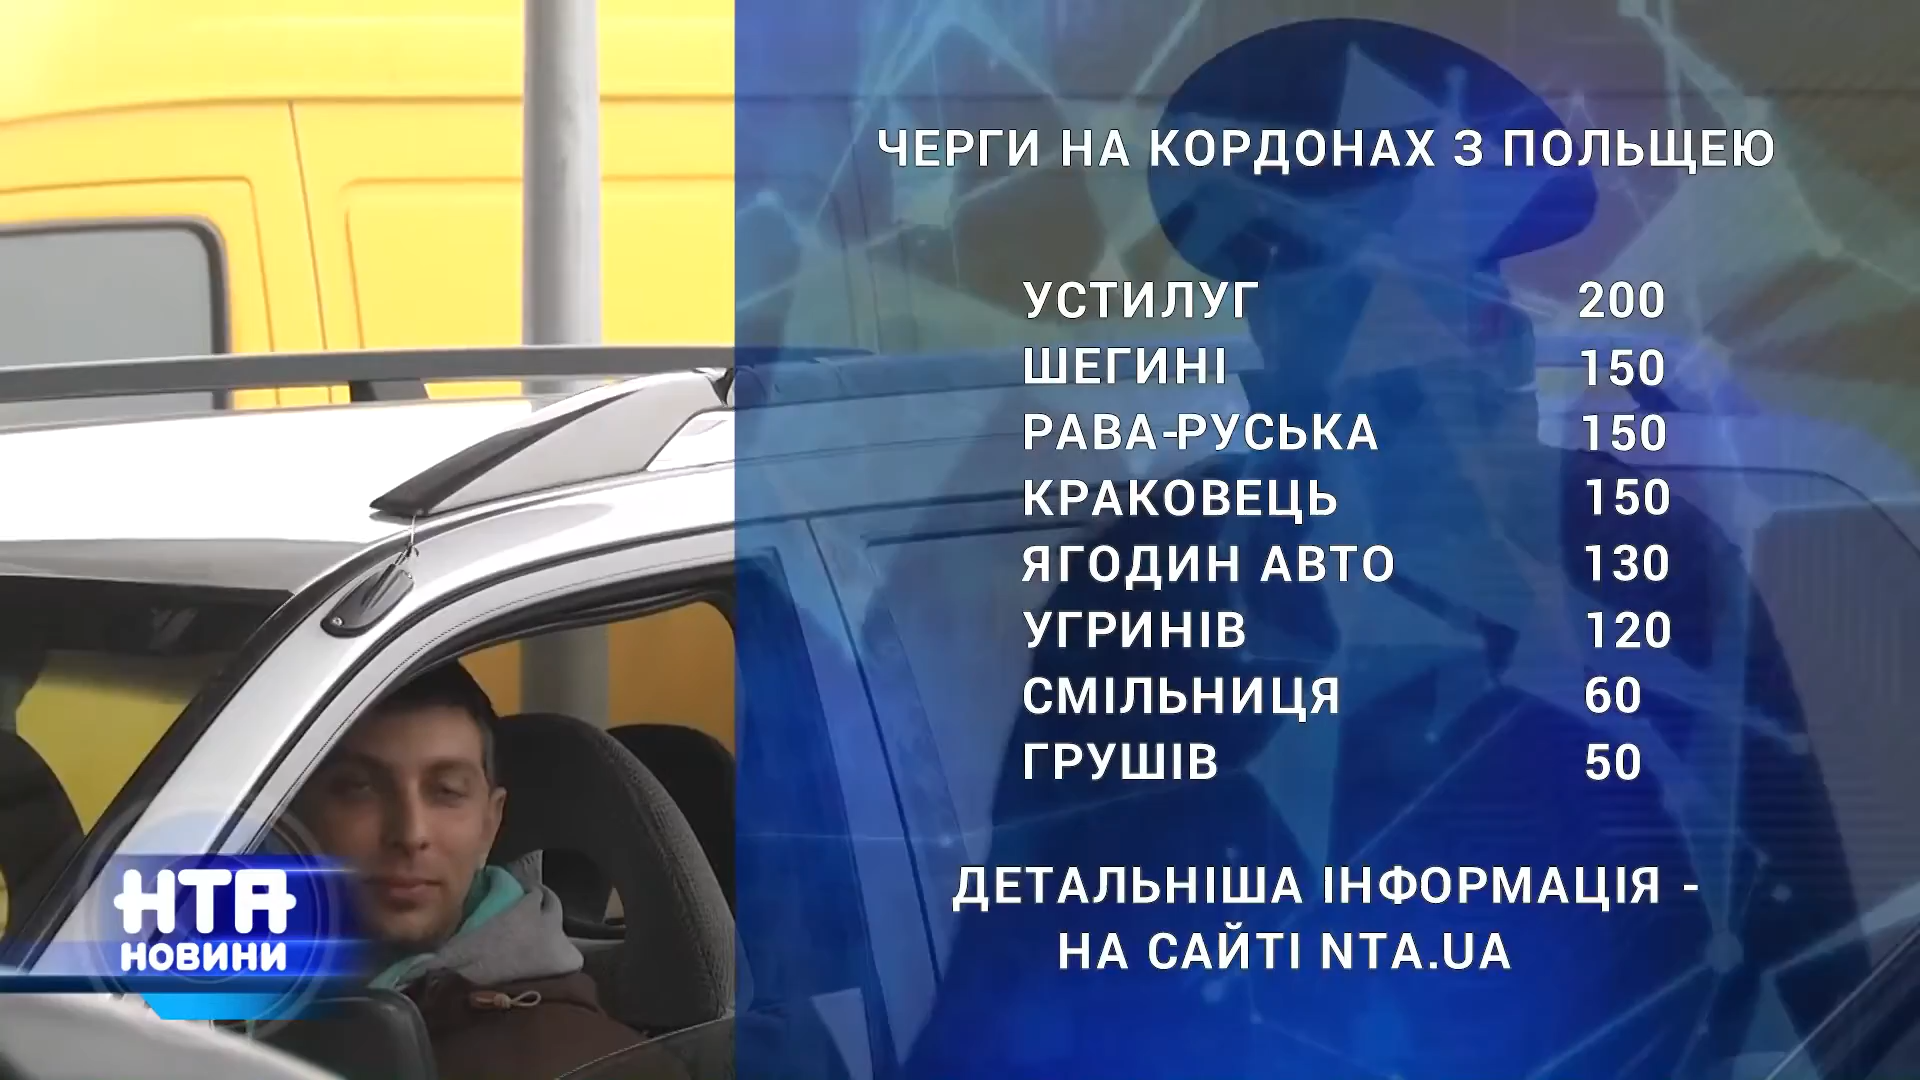 ЧЕРГИ НА КОРДОНАХ З ПОЛЬЩЕЮ
УСТИЛУГ 200
ШЕГИНІ 150
РАВА-РУСЬКА 150
КРАКОВЕЦЬ 150
ЯГОДИН АВТО 130
УГРИНІВ 120
СМІЛЬНИЦЯ 60
ГРУШІВ 50
ДЕТАЛЬНІША ІНФОРМАЦІЯ -
НА САЙТІ NTA.UA
НТА
НОВИНИ